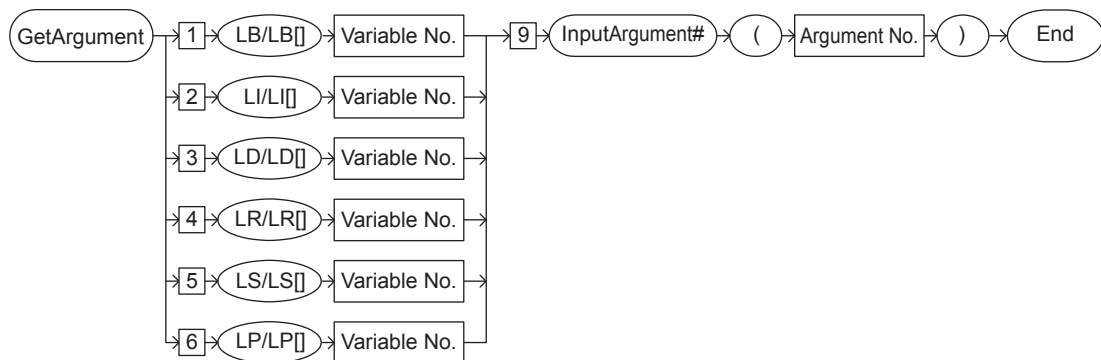 GetArgument 1 LB/LB[] Variable No. 9 InputArgument# ( Argument No. ) End
2 LI/LI[] Variable No.
3 LD/LD[] Variable No.
4 LR/LR[] Variable No.
5 LS/LS[] Variable No.
6 LP/LP[] Variable No.